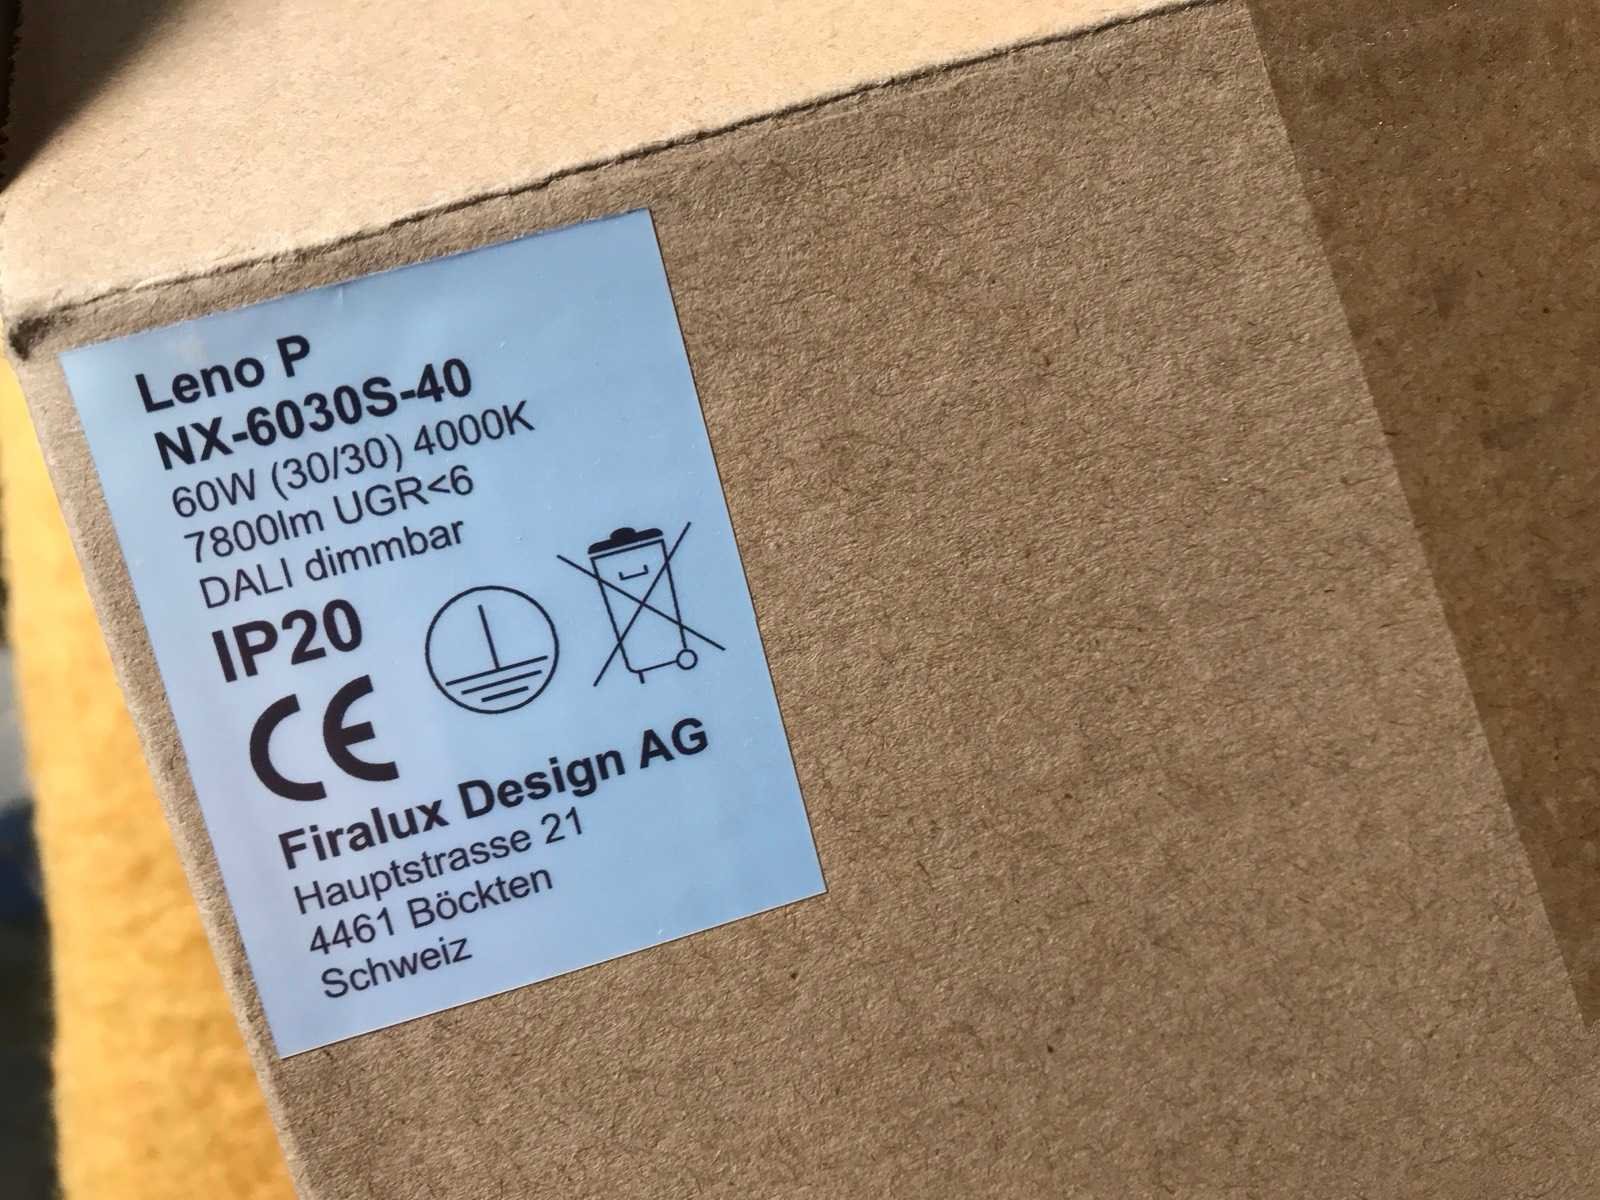 Leno P
NX-6030S-40
60W (30/30) 4000K
7800lm UGR<6
DALI dimmbar
IP20
CE
Firalux Design AG
Hauptstrasse 21
4461 Böckten
Schweiz